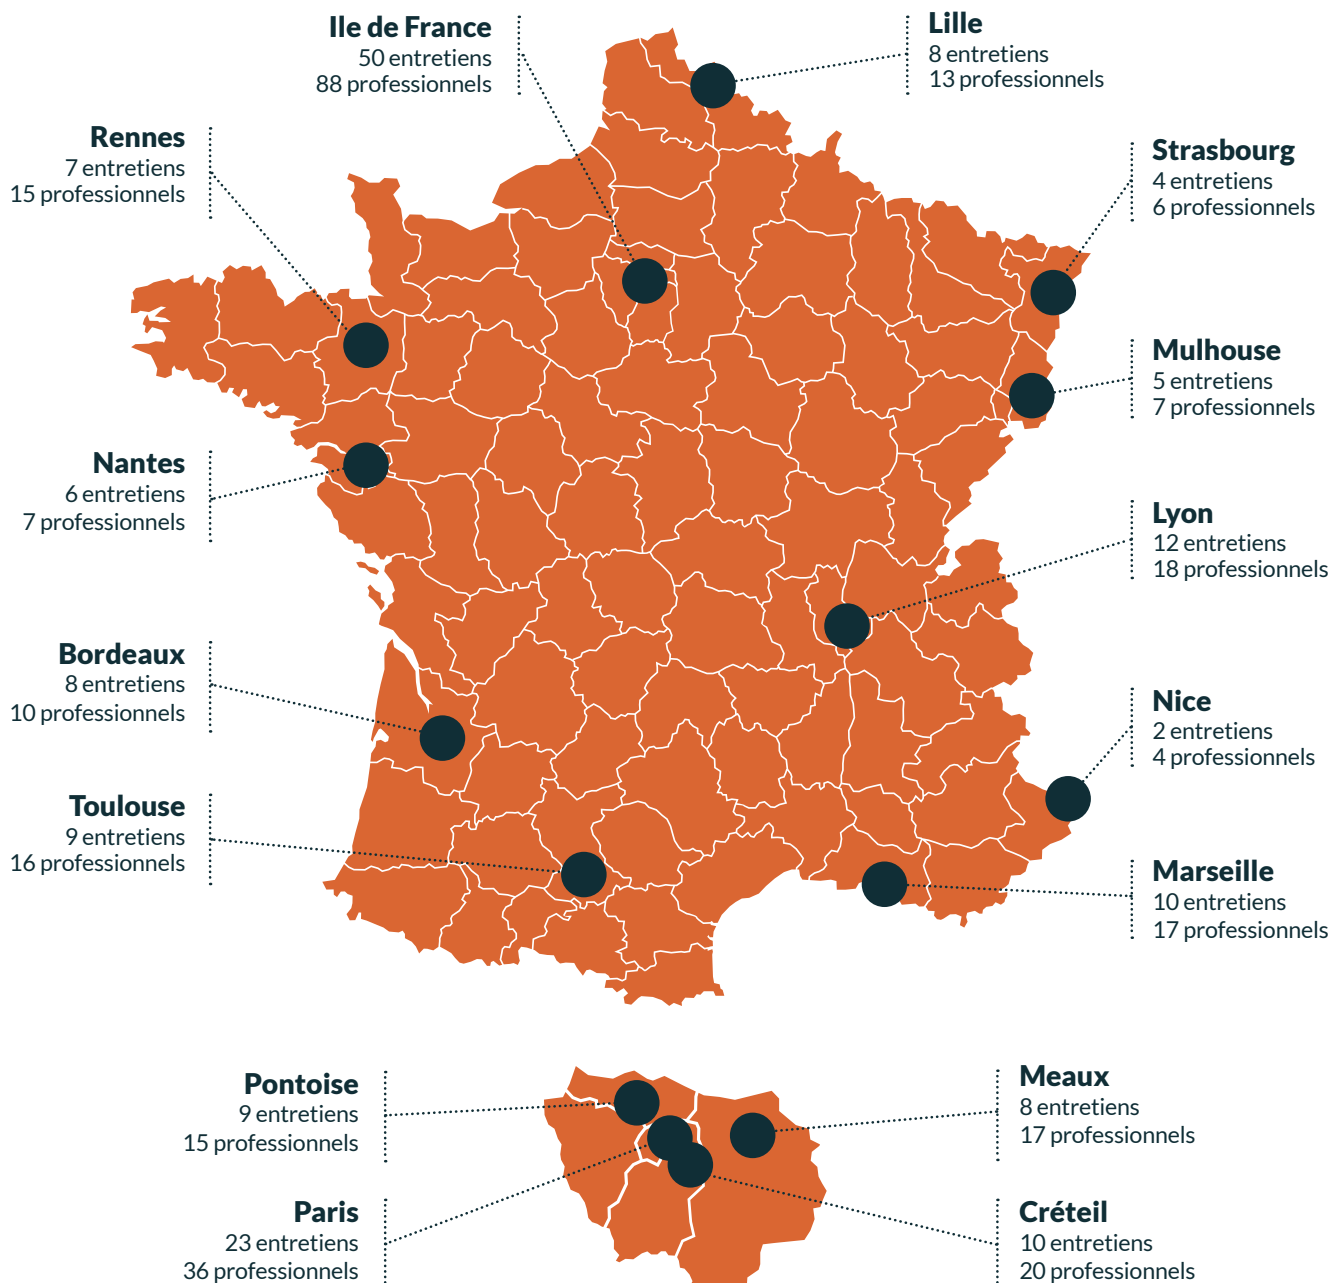 Ile de France
50 entretiens
88 professionnels
Lille
8 entretiens
13 professionnels
Rennes
7 entretiens
15 professionnels
Strasbourg
4 entretiens
6 professionnels
Mulhouse
5 entretiens
7 professionnels
Nantes
6 entretiens
7 professionnels
Lyon
12 entretiens
18 professionnels
Bordeaux
8 entretiens
10 professionnels
Nice
2 entretiens
4 professionnels
Toulouse
9 entretiens
16 professionnels
Marseille
10 entretiens
17 professionnels
Pontoise
9 entretiens
15 professionnels
Meaux
8 entretiens
17 professionnels
Paris
23 entretiens
36 professionnels
Créteil
10 entretiens
20 professionnels